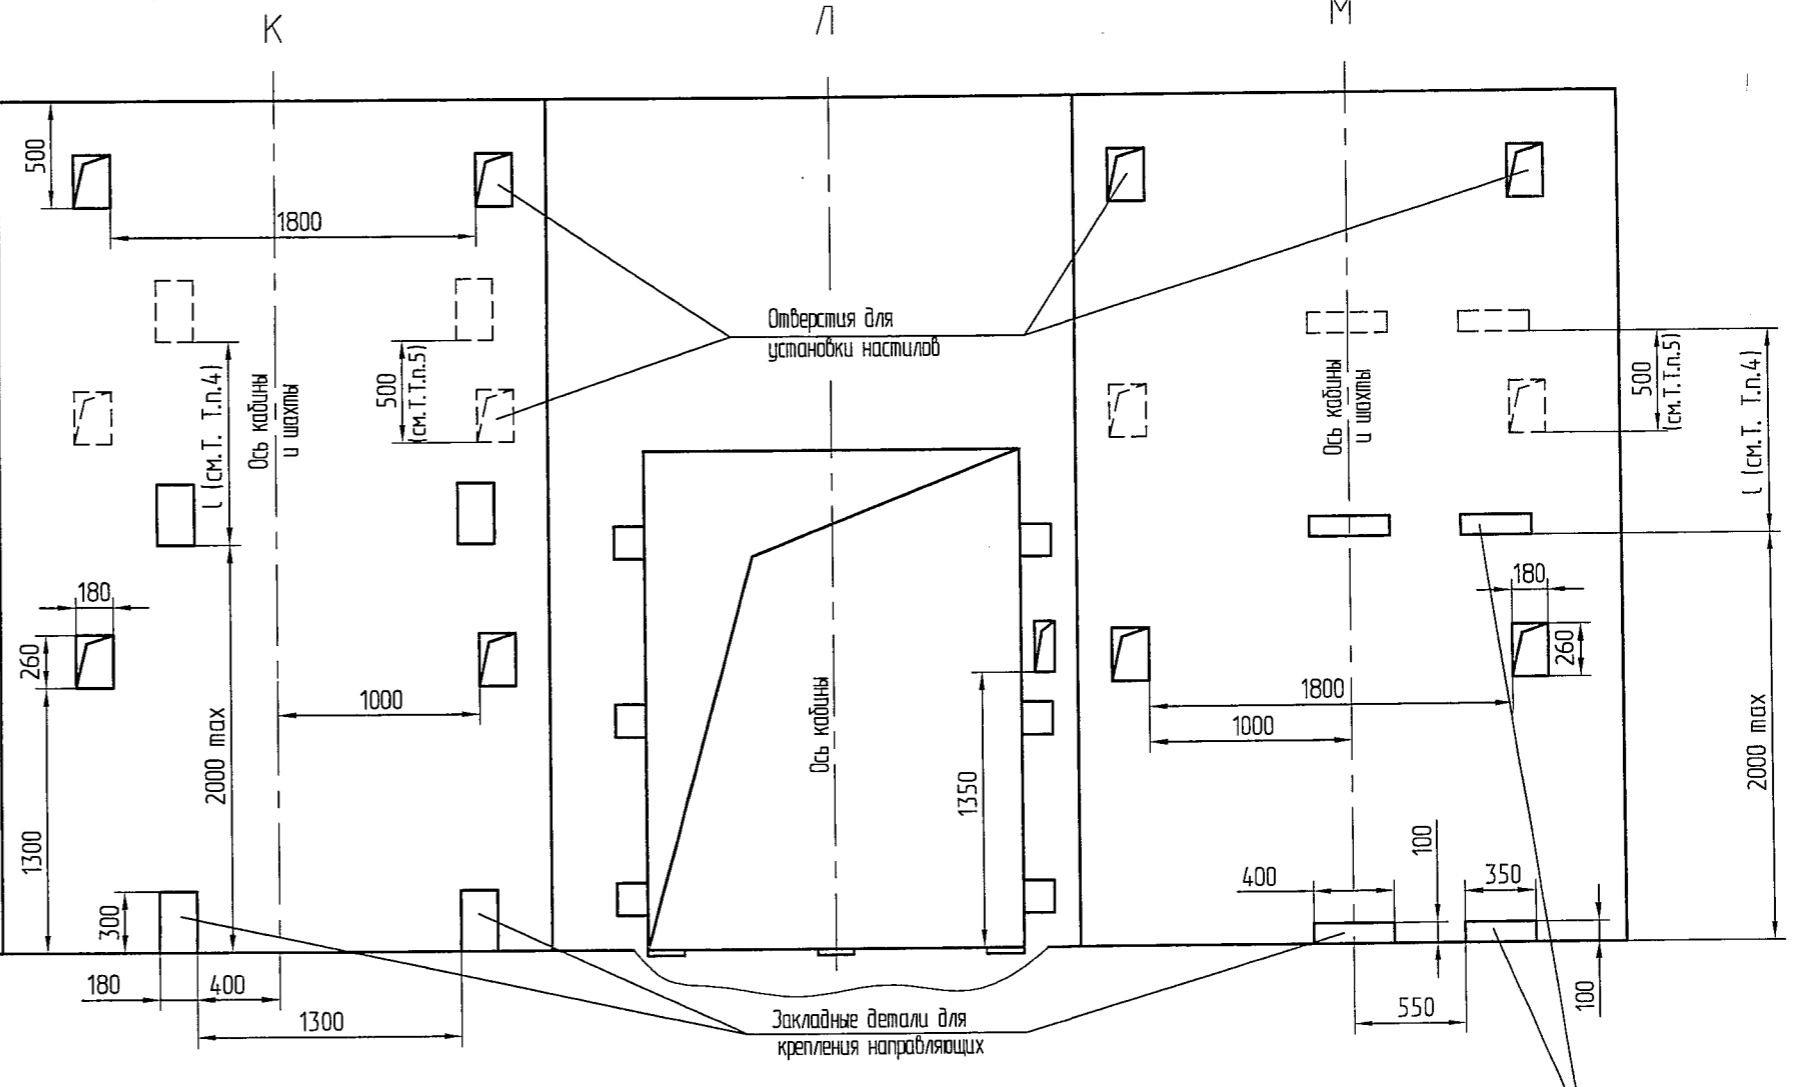 К
Л
М
500
1800
Отверстия для
установки настилов
l (см.Т. Т.п.4)
Ось кабины
и шахты
500
(см.Т.Т.п.5)
Ось кабины
и шахты
500
(см.Т.Т.п.5)
l (см.Т. Т.п.4)
180
260
1000
2000 max
1300
300
180
400
1300
Ось кабины
1350
180
260
1800
1000
2000 max
400
100
350
550
100
Закладные детали для
крепления направляющих